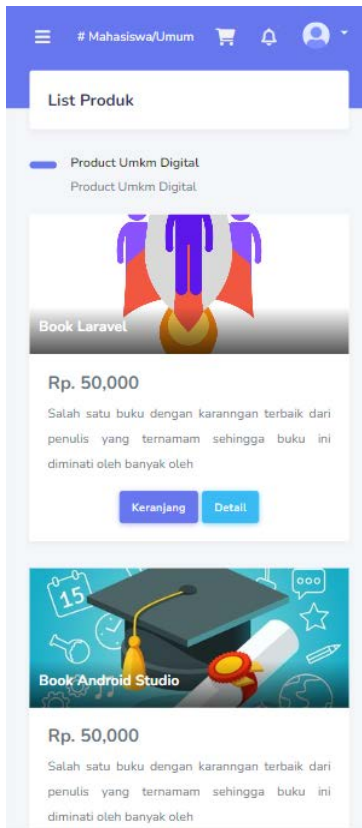 # Mahasiswa/Umum
List Produk
Product Umkm Digital
Product Umkm Digital
Book Laravel
Rp. 50,000
Salah satu buku dengan karanngan terbaik dari
penulis yang ternamam sehingga buku ini
diminati oleh banyak oleh
Keranjang Detail
15
Book Android Studio
Rp. 50,000
Salah satu buku dengan karanngan terbaik dari
penulis yang ternamam sehingga buku ini
diminati oleh banyak oleh